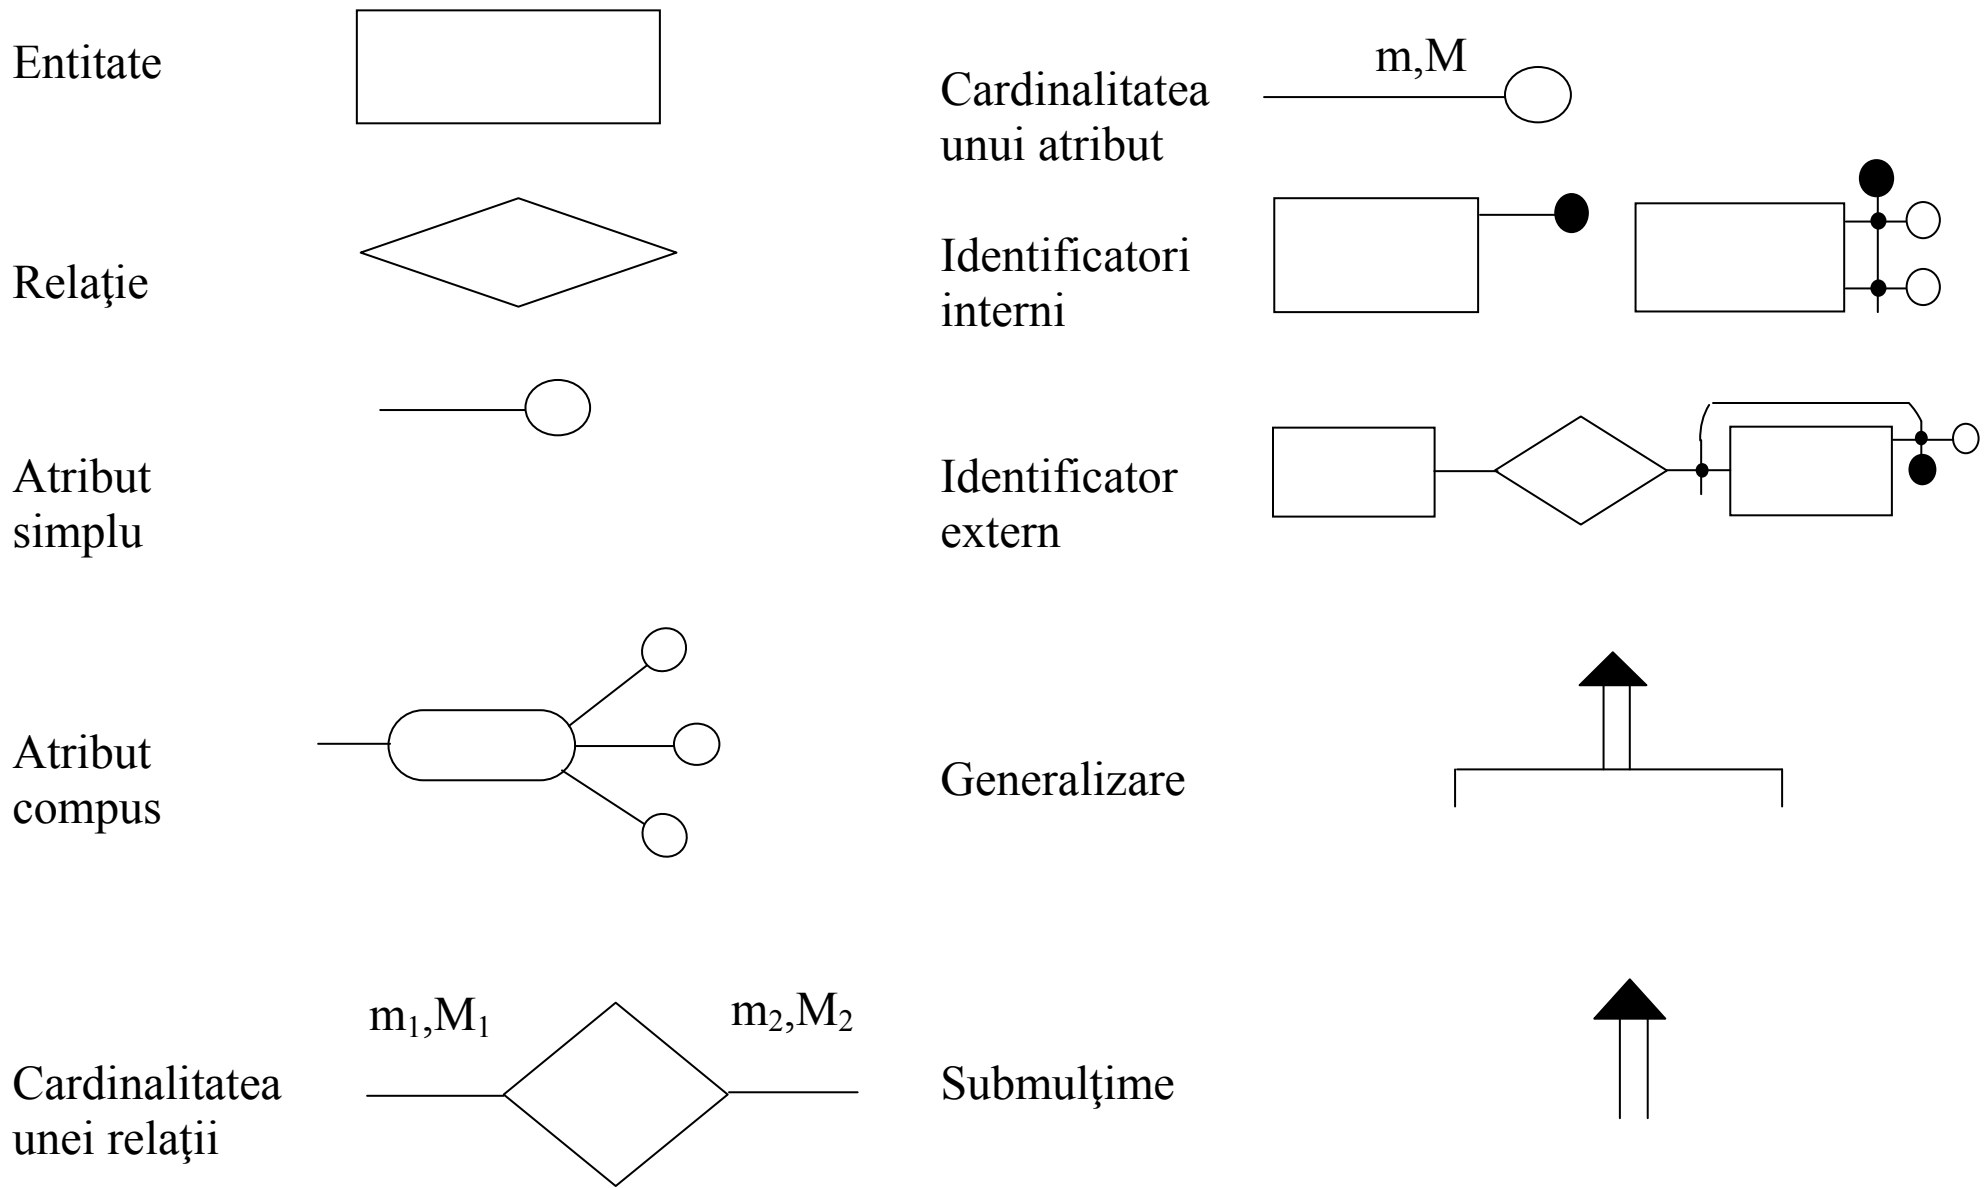 Entitate
Relaţie
Atribut
simplu
Atribut
compus
m₁,M₁
m₂,M₂
Cardinalitatea
unei relaţii
m,M
Cardinalitatea
unui atribut
Identificatori
interni
Identificator
extern
Generalizare
Submulţime